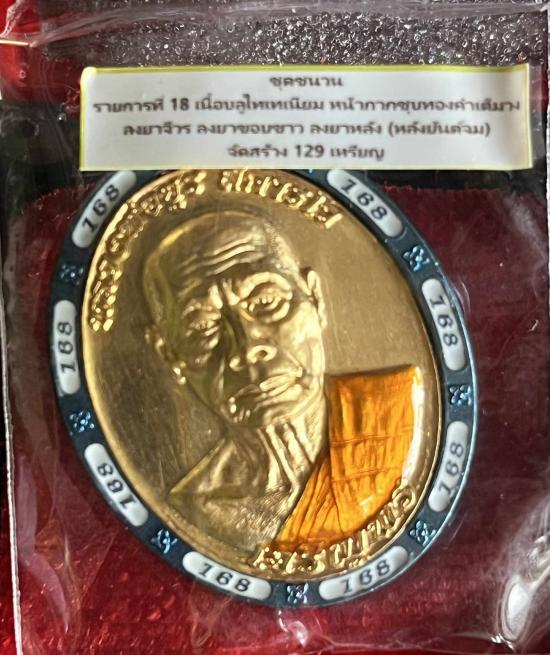 ชุดชนวน
รายการที่ 18 เนื้อบลูไทเทเนียม หน้ากากชุบทองคำเต็มวง
ลงยาจีวร ลงยาขอบขาว ลงยาหลัง (หลังยันต์จม)
จัดสร้าง 129 เหรียญ
168
168
168
168
168
168
168
168